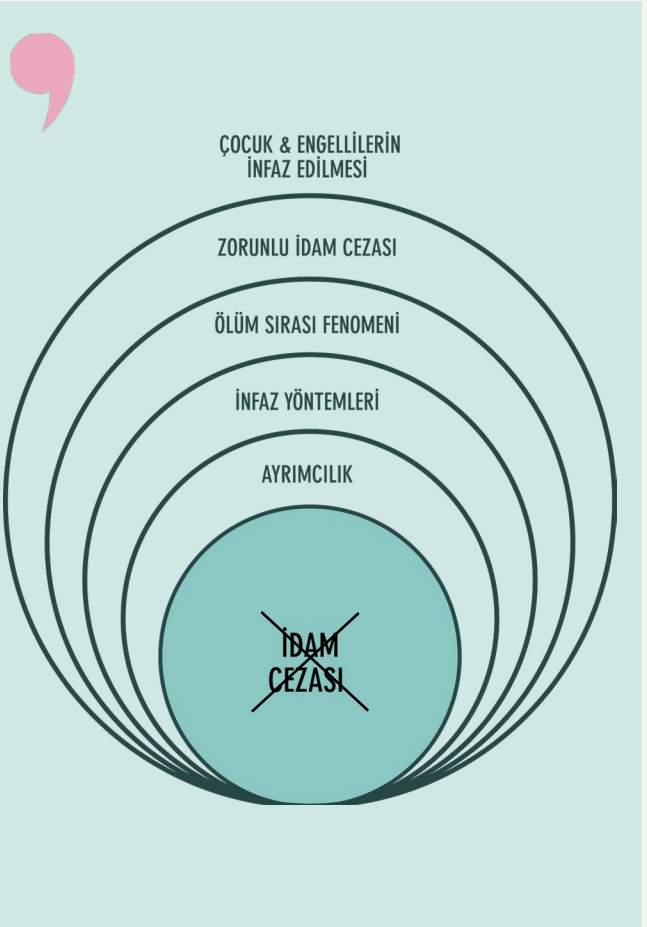 ÇOCUK & ENGELLİLERİN
İNFAZ EDİLMESİ
ZORUNLU İDAM CEZASI
ÖLÜM SIRASI FENOMENİ
İNFAZ YÖNTEMLERİ
AYRIMCILIK
İDAM
CEZASI